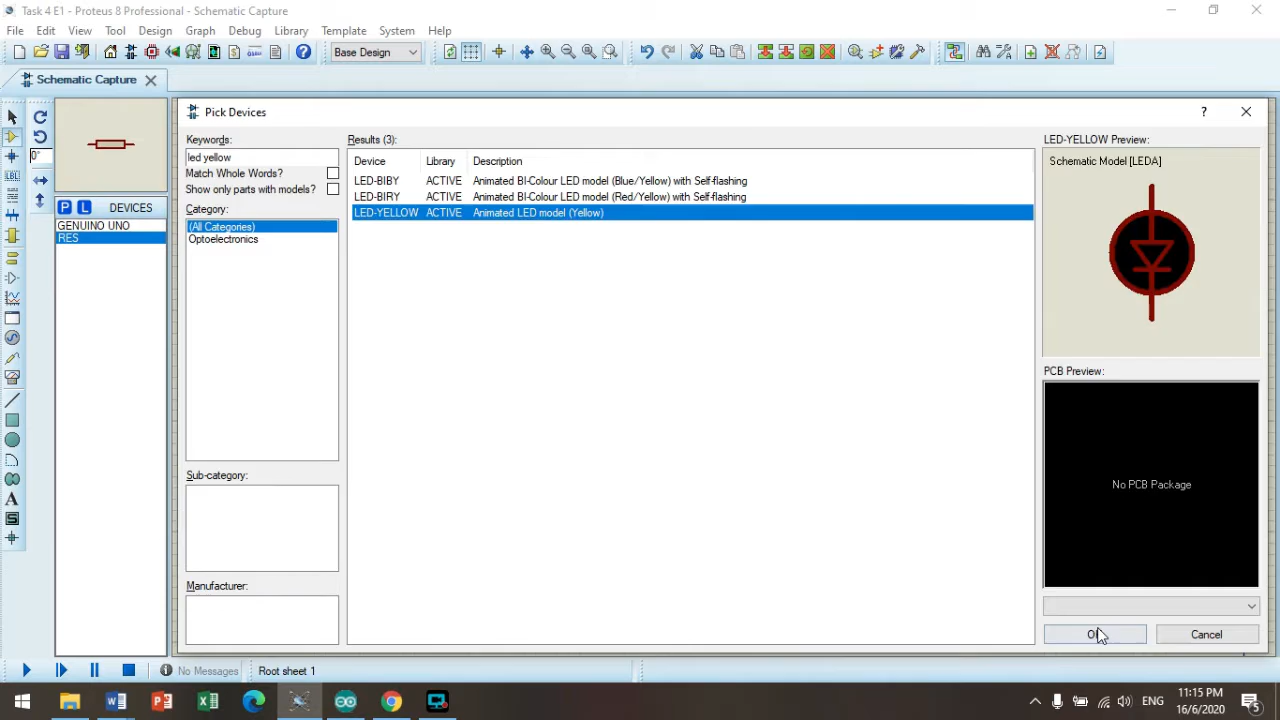 Task 4 E1 - Proteus 8 Professional - Schematic Capture
File Edit View Tool Design Graph Debug Library Template System Help
Base Design
Schematic Capture
Pick Devices
Keywords:
led yellow
Match Whole Words?
Show only parts with models?
Category:
(All Categories)
Optoelectronics
Sub-category:
Manufacturer:
Results (3):
Device Library Description
LED-BIBY ACTIVE Animated BI-Colour LED model (Blue/Yellow) with Self-flashing
LED-BIRY ACTIVE Animated BI-Colour LED model (Red/Yellow) with Self-flashing
LED-YELLOW ACTIVE Animated LED model (Yellow)
LED-YELLOW Preview:
Schematic Model [LEDA]
PCB Preview:
No PCB Package
Cancel
0°
P L DEVICES
GENUINO UNO
RES
LBL
A
S
No Messages
Root sheet 1
ENG
11:15 PM
16/6/2020
5